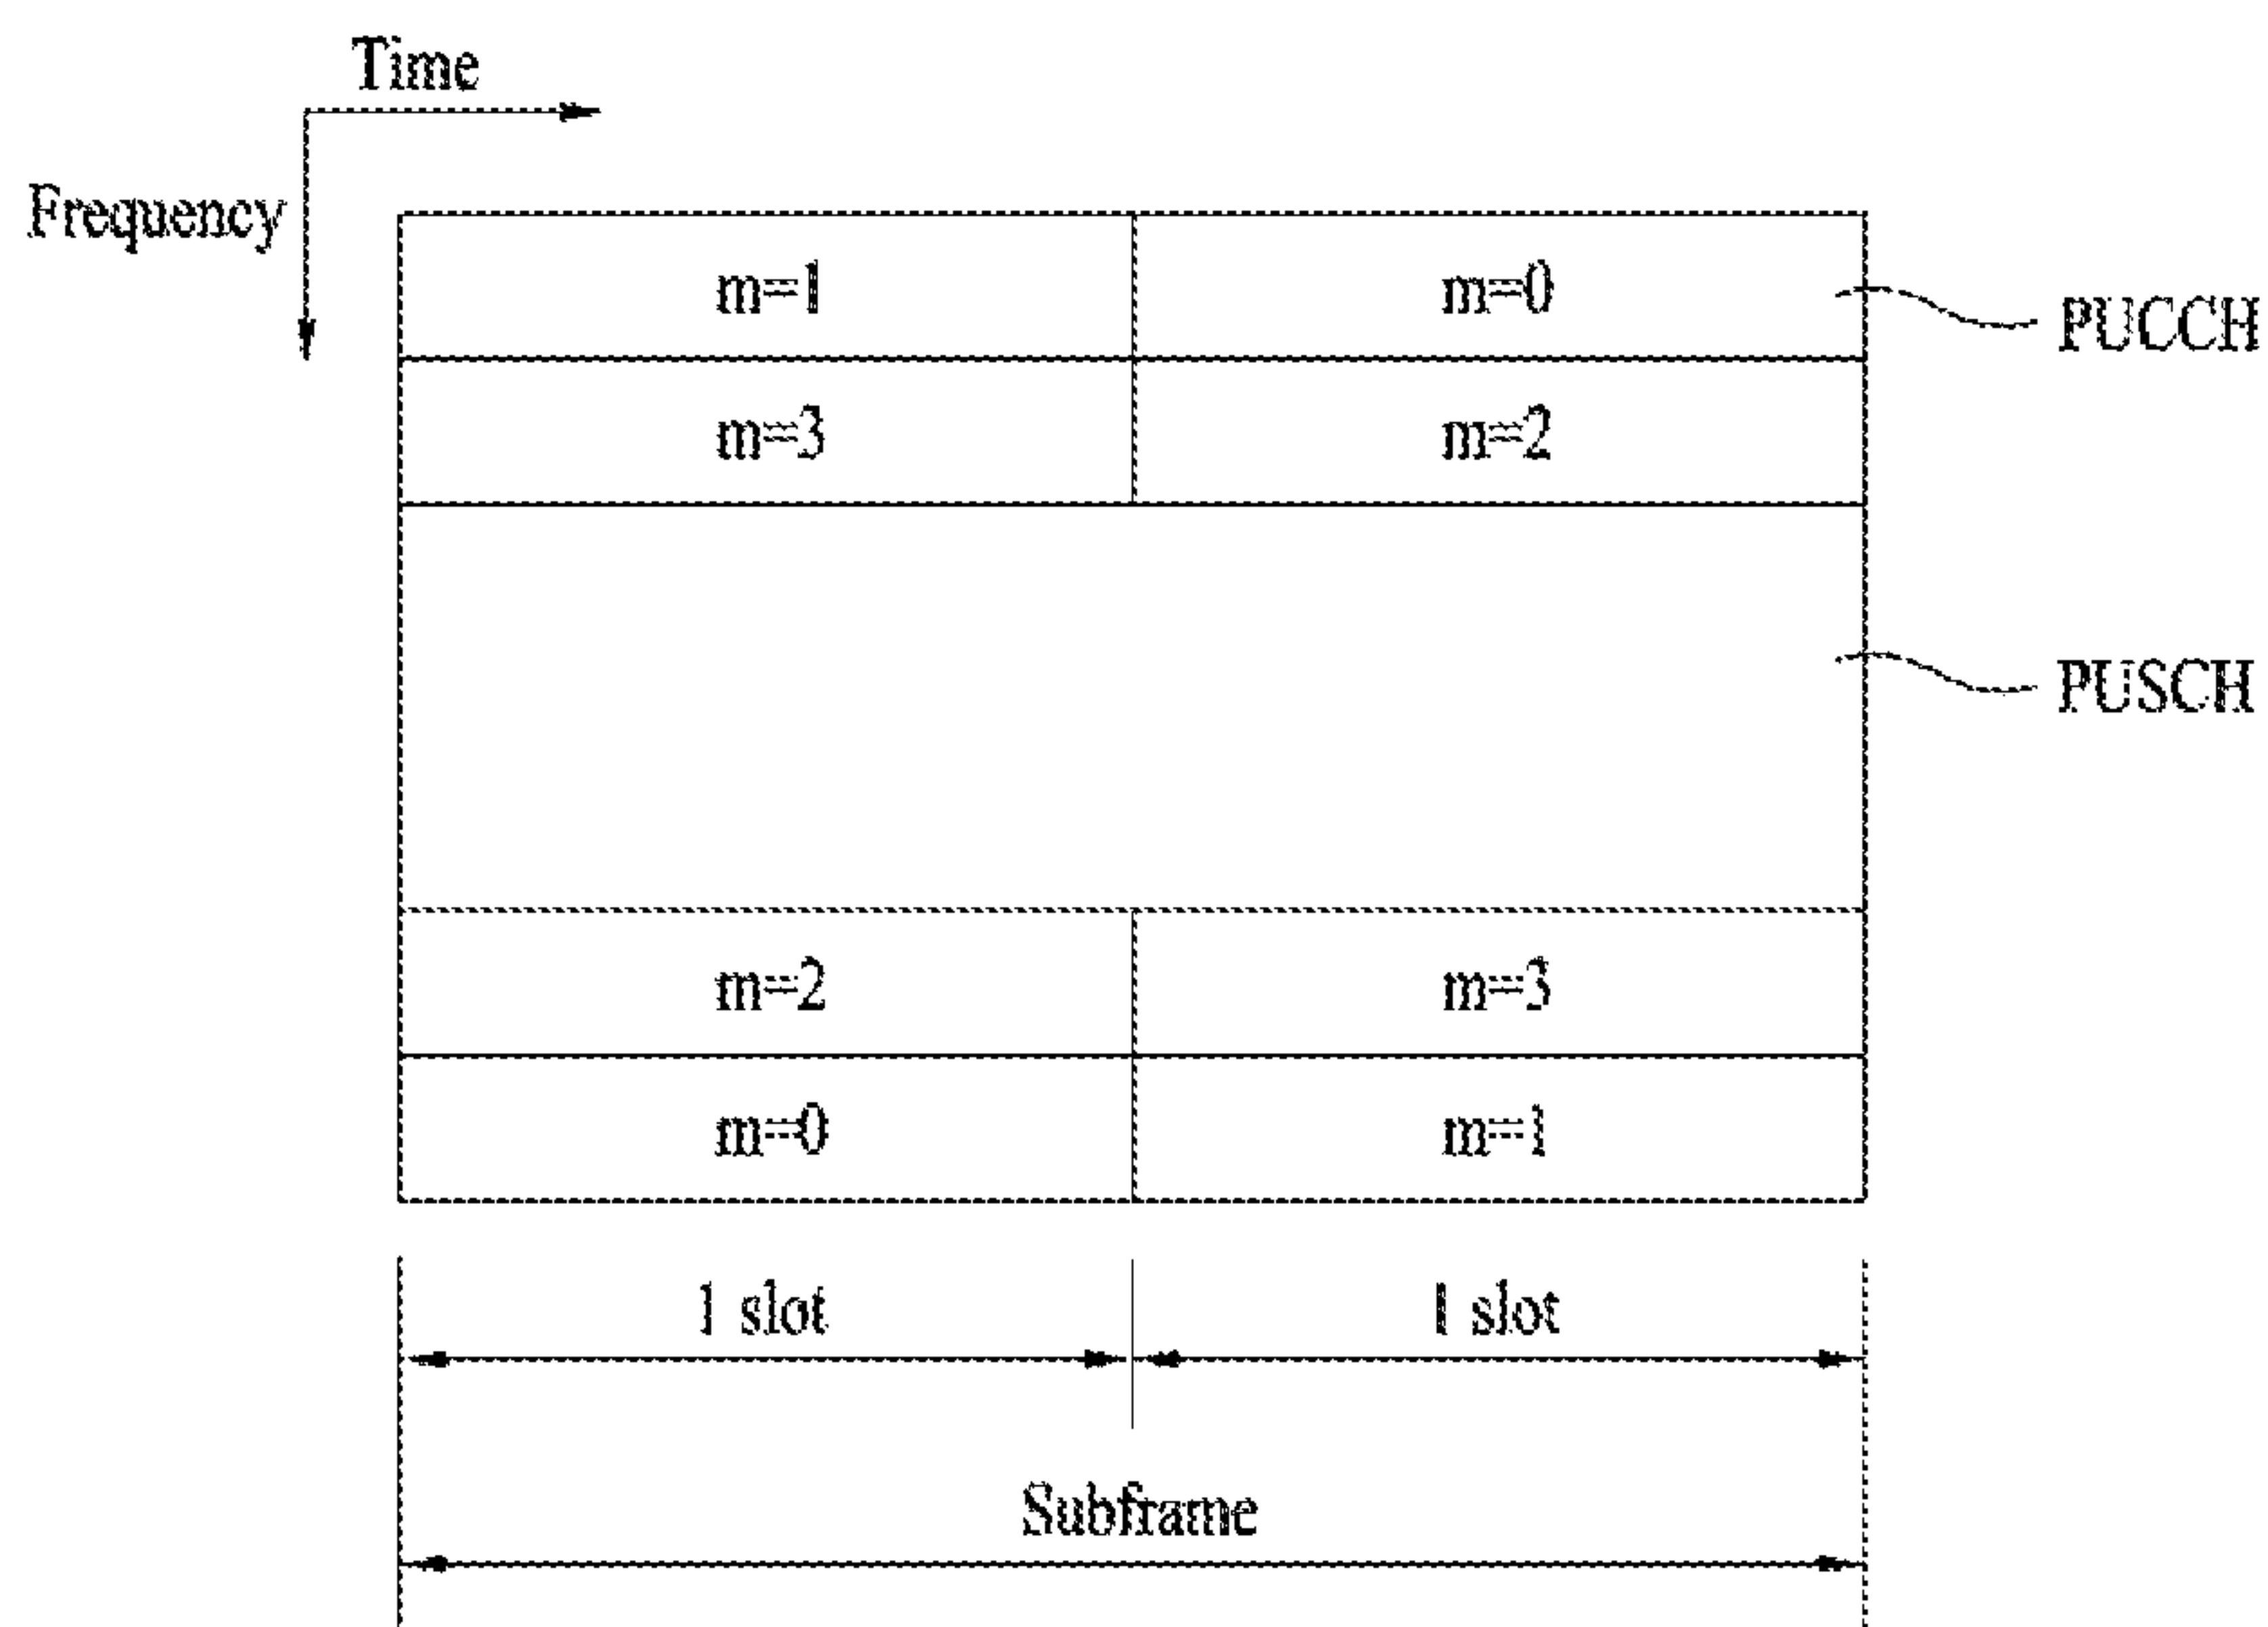 Time
Frequency
m=1
m=0
PUCCH
m=3
m=2
PUSCH
m=2
m=3
m=0
m=1
1 slot
1 slot
Subframe